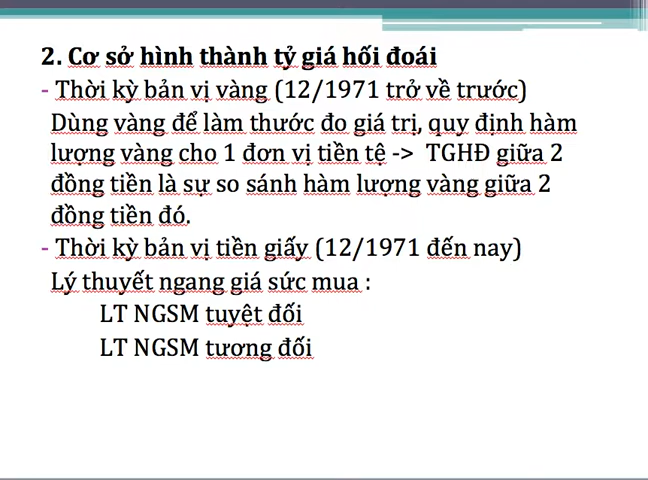 2. Cơ sở hình thành tỷ giá hối đoái
- Thời kỳ bản vị vàng (12/1971 trở về trước)
Dùng vàng để làm thước đo giá trị, quy định hàm
lượng vàng cho 1 đơn vị tiền tệ -> TGHĐ giữa 2
đồng tiền là sự so sánh hàm lượng vàng giữa 2
đồng tiền đó.
- Thời kỳ bản vị tiền giấy (12/1971 đến nay)
Lý thuyết ngang giá sức mua :
LT NGSM tuyệt đối
LT NGSM tương đối